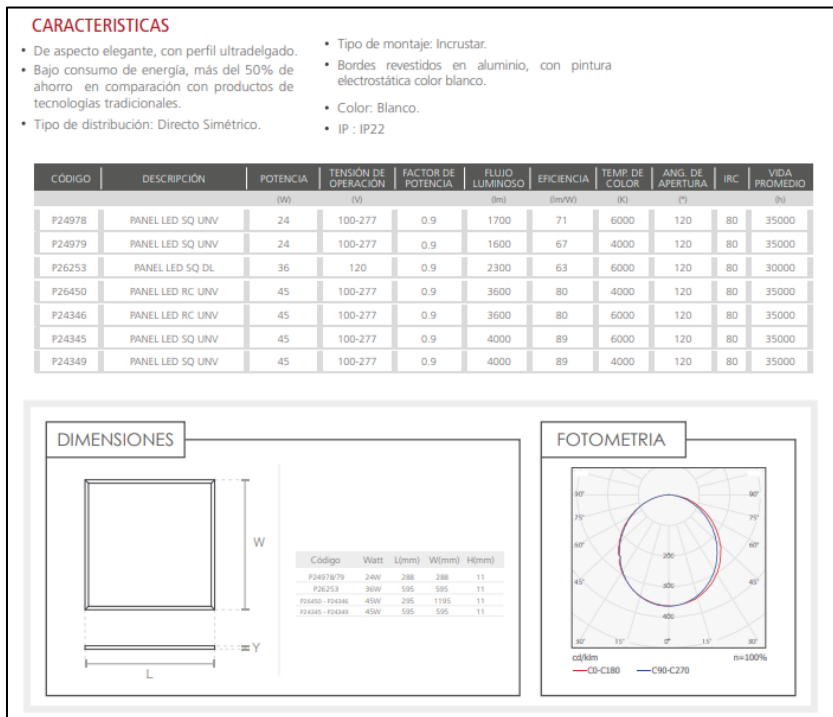 CARACTERISTICAS
• De aspecto elegante, con perfil ultradelgado.
• Bajo consumo de energía, más del 50% de
ahorro en comparación con productos de
tecnologías tradicionales.
• Tipo de distribución: Directo Simétrico.
• Tipo de montaje: Incrustar.
• Bordes revestidos en aluminio, con pintura
electrostática color blanco.
• Color: Blanco.
• IP : IP22
CÓDIGO DESCRIPCIÓN POTENCIA TENSIÓN DE OPERACIÓN FACTOR DE POTENCIA FLUJO LUMINOSO EFICIENCIA TEMP. DE COLOR ANG. DE APERTURA IRC VIDA PROMEDIO
(W) (V) (lm) (lm/W) (K) (°) (h)
P24978 PANEL LED SQ UNV 24 100-277 0.9 1700 71 6000 120 80 35000
P24979 PANEL LED SQ UNV 24 100-277 0.9 1600 67 4000 120 80 35000
P26253 PANEL LED SQ DL 36 120 0.9 2300 63 6000 120 80 30000
P26450 PANEL LED RC UNV 45 100-277 0.9 3600 80 4000 120 80 35000
P24346 PANEL LED RC UNV 45 100-277 0.9 3600 80 6000 120 80 35000
P24345 PANEL LED SQ UNV 45 100-277 0.9 4000 89 6000 120 80 35000
P24349 PANEL LED SQ UNV 45 100-277 0.9 4000 89 4000 120 80 35000
DIMENSIONES
W
Y
L
Código Watt L(mm) W(mm) H(mm)
P24978/79 24W 288 288 11
P26253 36W 595 595 11
P26450 - P24346 45W 295 1195 11
P24345 - P24349 45W 595 595 11
FOTOMETRIA
90° 90°
75° 75°
60° 60°
200
45° 45°
300
400
30° 15° 0° 15° 30°
cd/klm n=100%
C0-C180 C90-C270